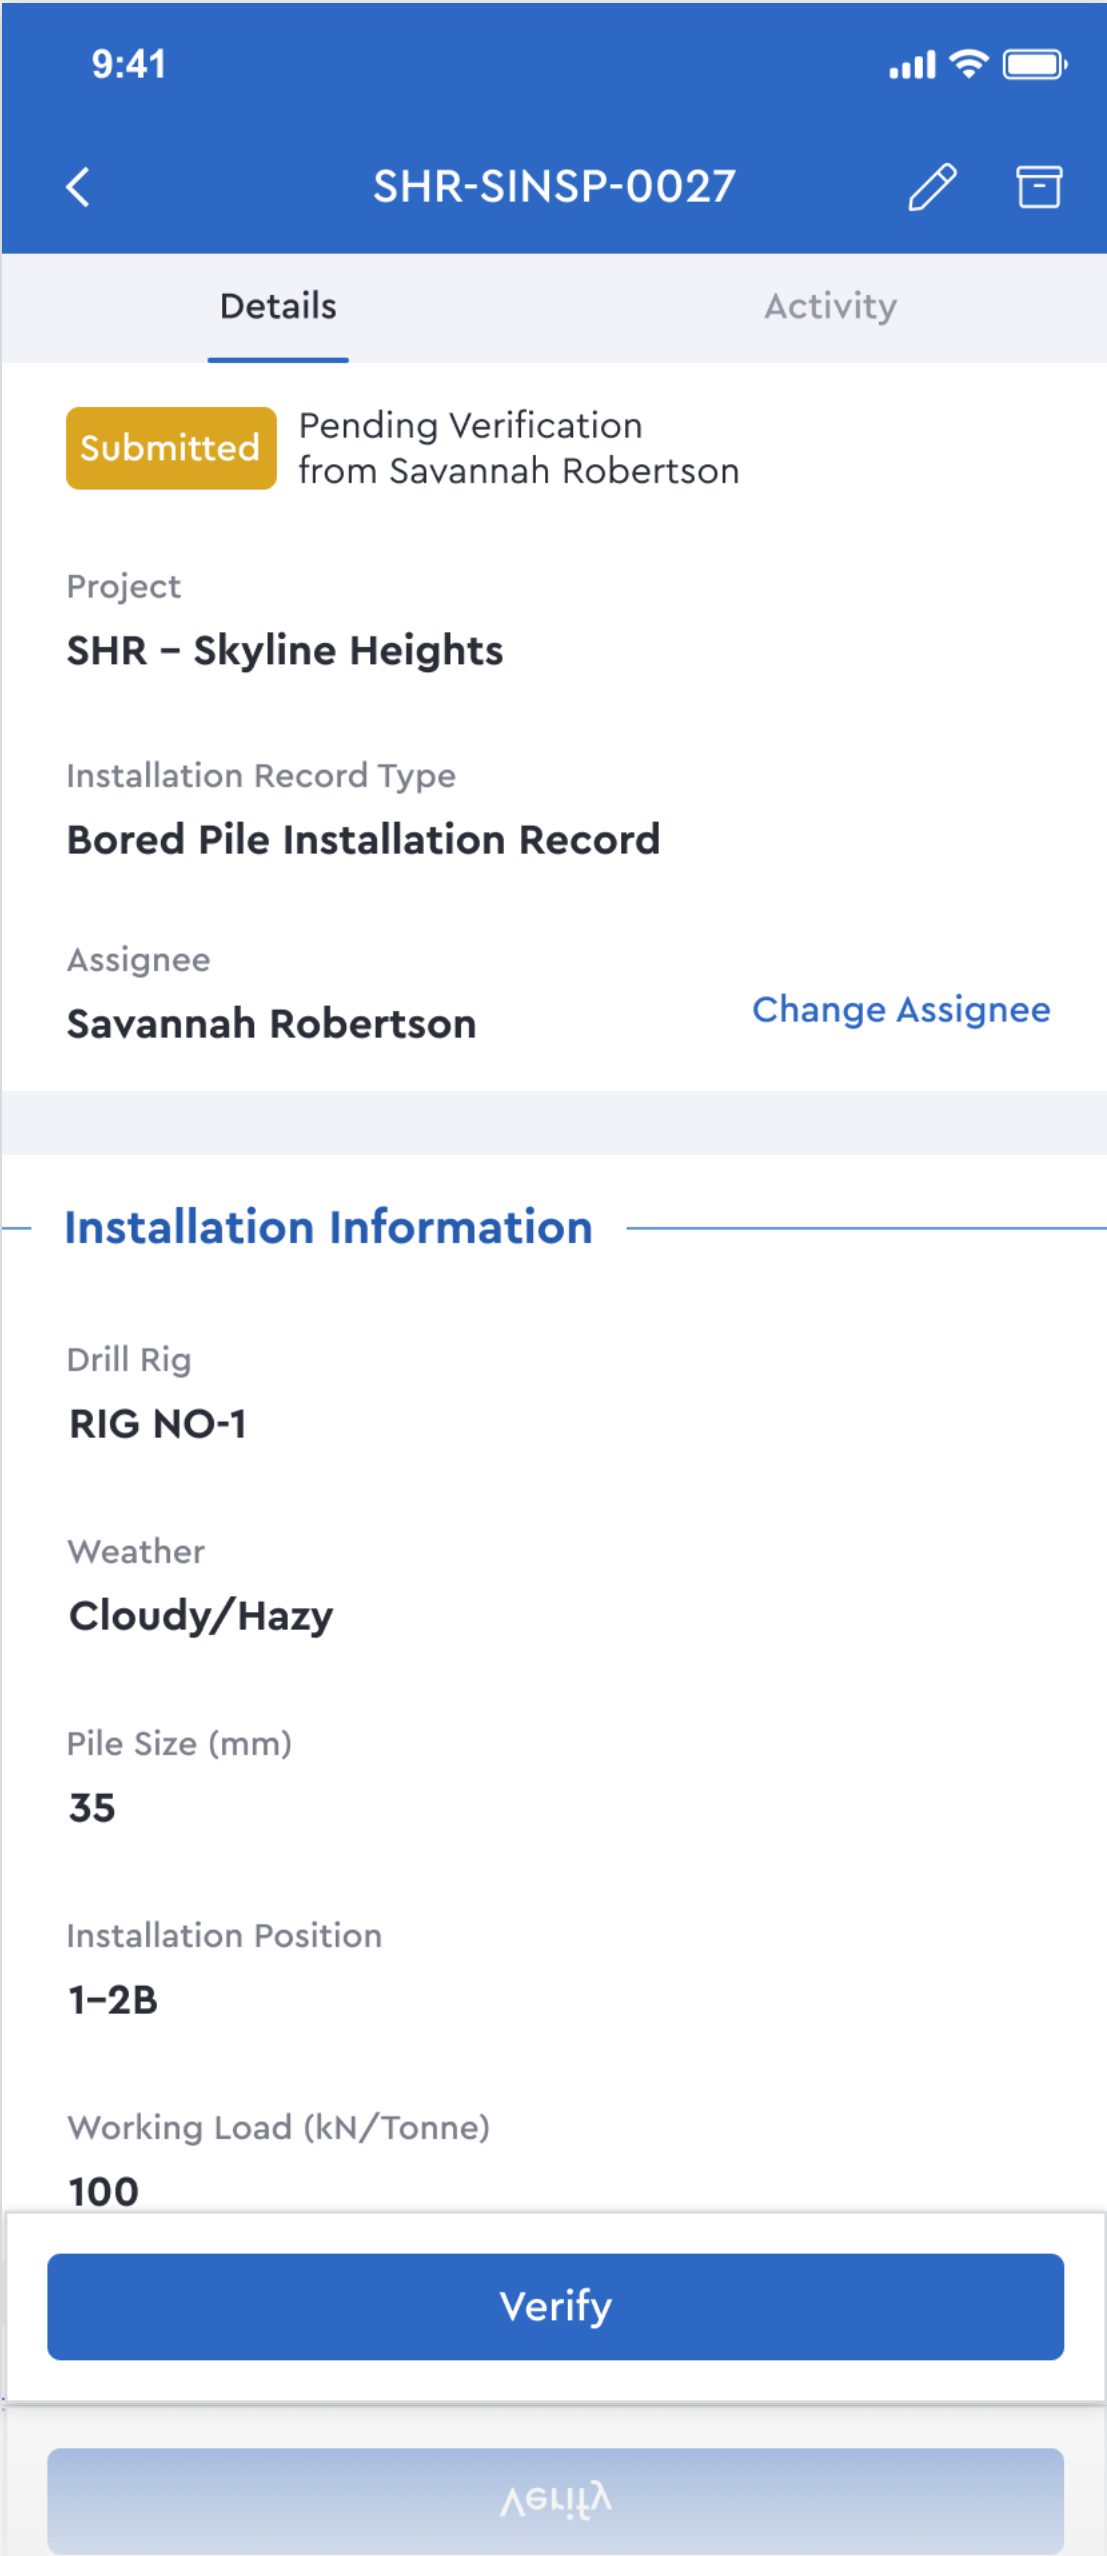 9:41
SHR-SINSP-0027
Details
Activity
Submitted
Pending Verification
from Savannah Robertson
Project
SHR – Skyline Heights
Installation Record Type
Bored Pile Installation Record
Assignee
Savannah Robertson
Change Assignee
Installation Information
Drill Rig
RIG NO-1
Weather
Cloudy/Hazy
Pile Size (mm)
35
Installation Position
1–2B
Working Load (kN/Tonne)
100
Verify
Verify